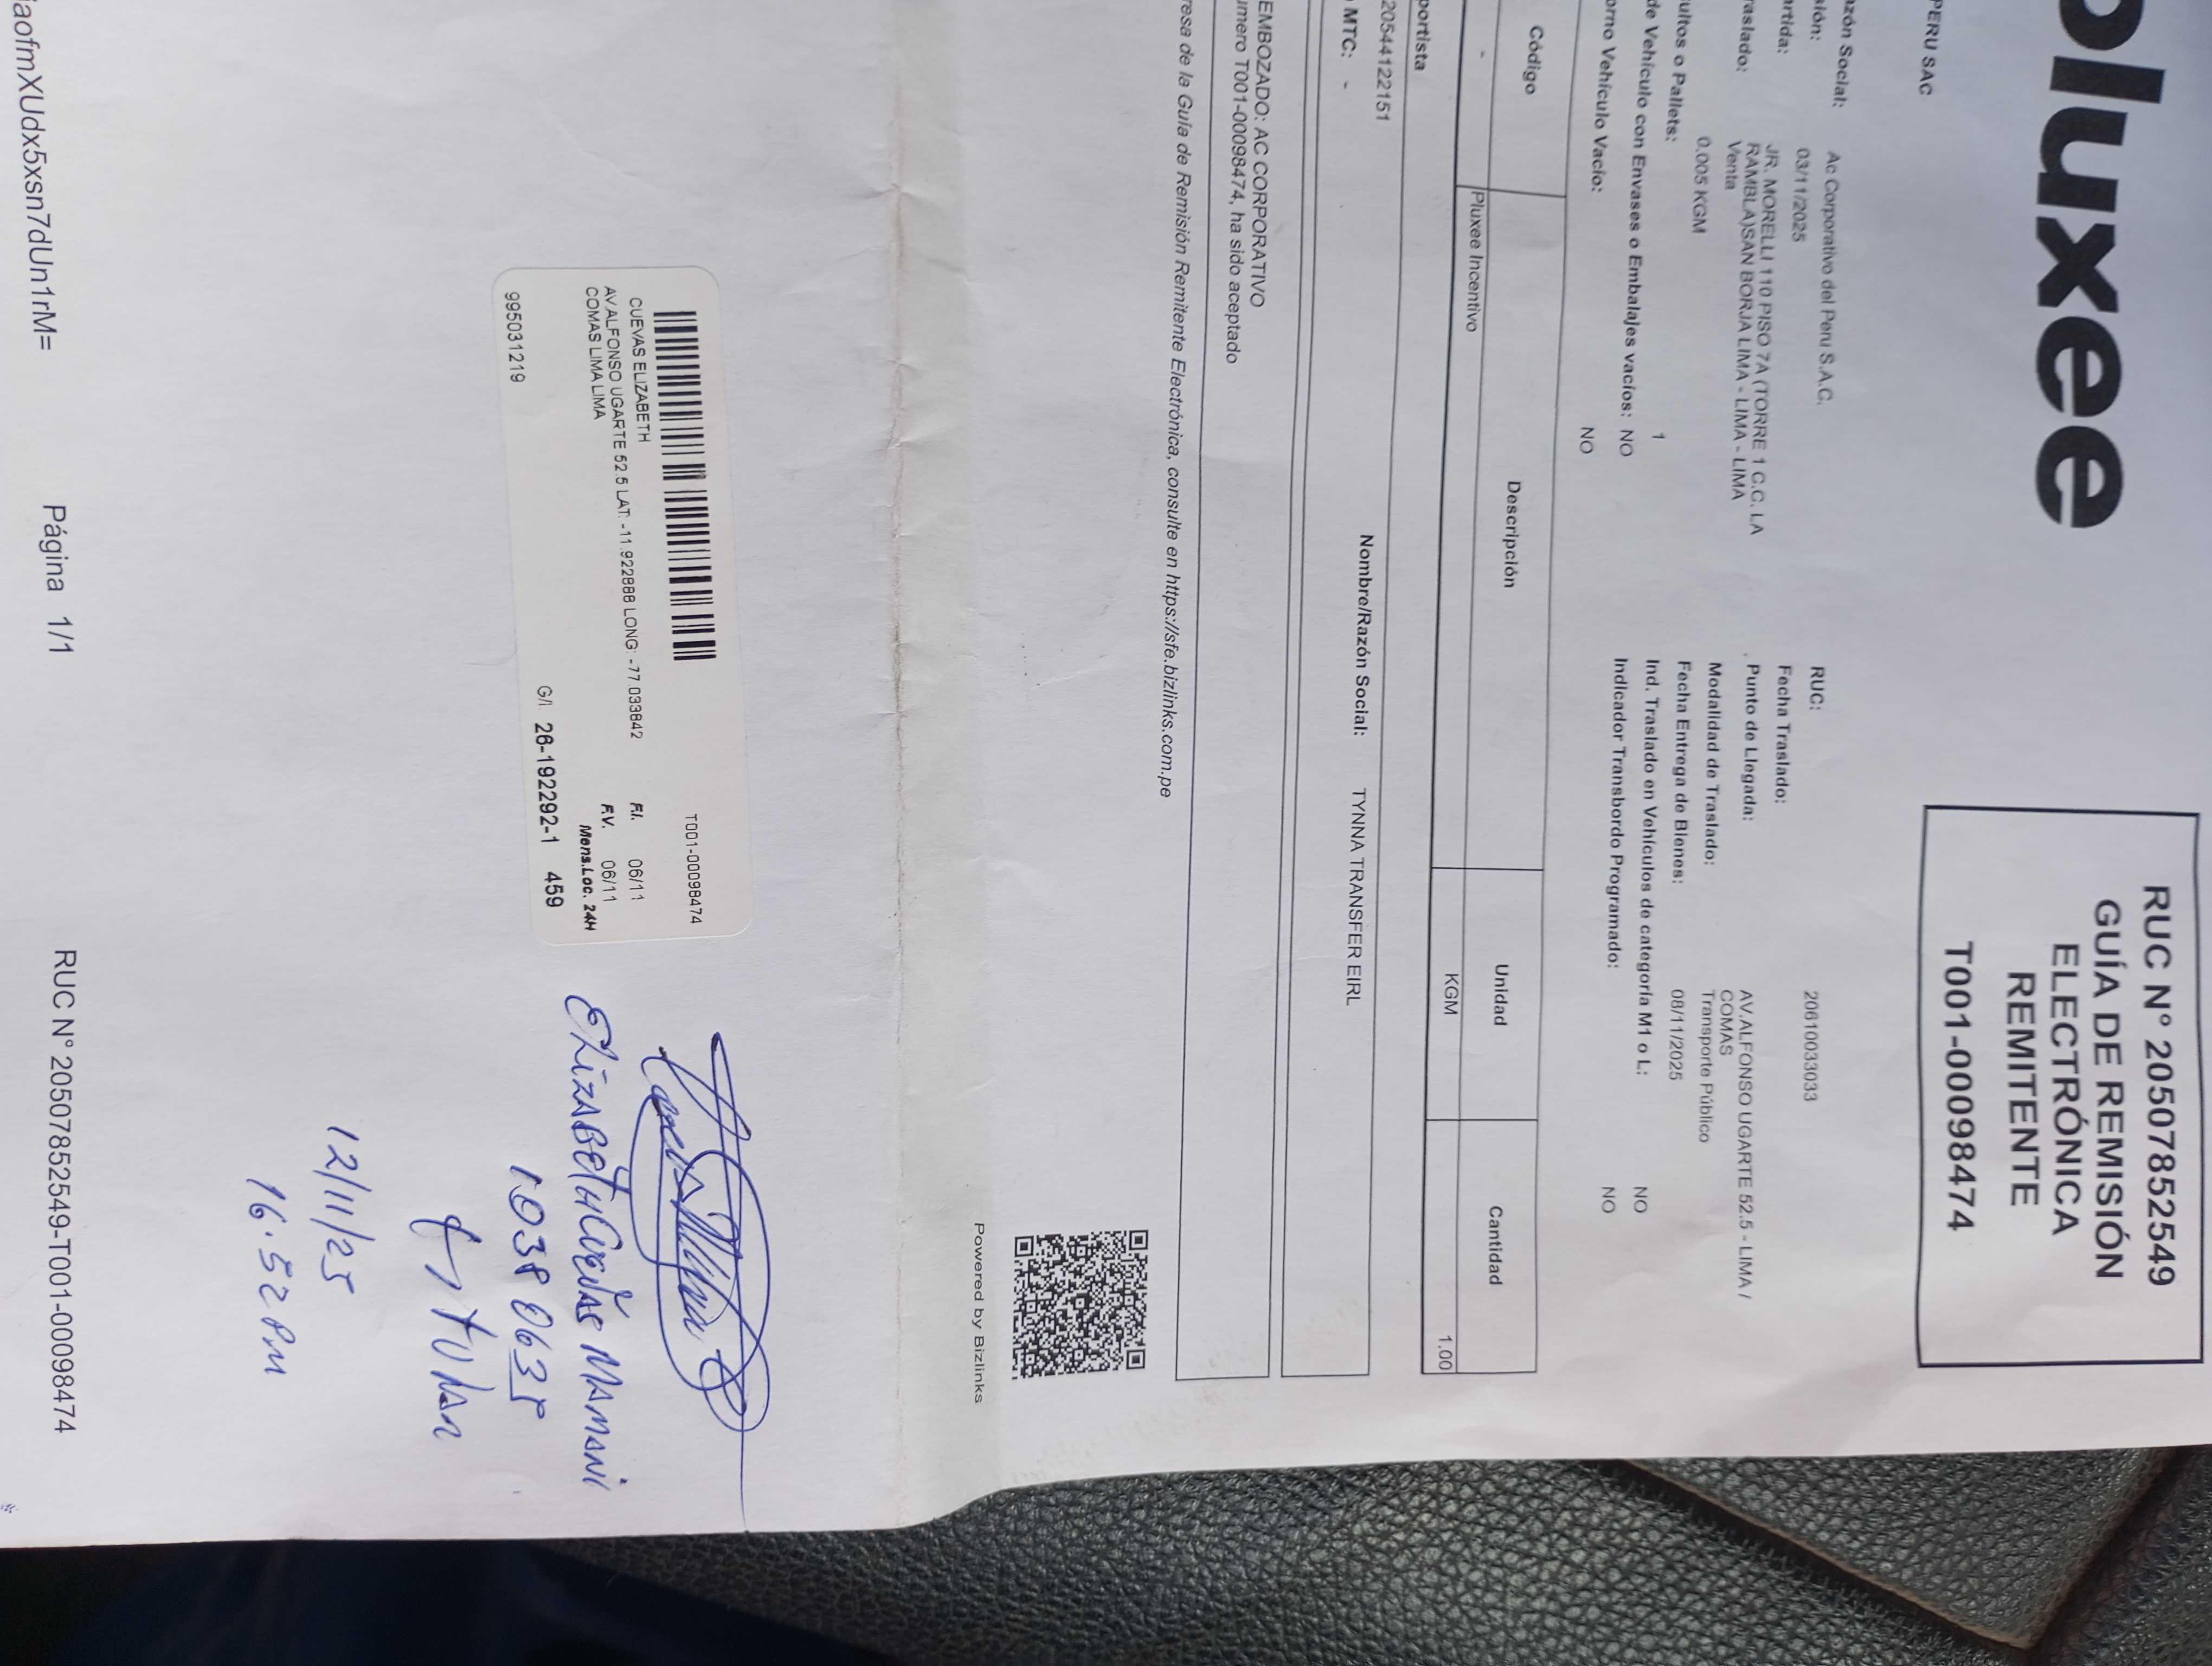 pluxee
RUC N° 20507852549
GUÍA DE REMISIÓN
ELECTRÓNICA
REMITENTE
T001-00098474
PERU SAC
zón Social: Ac Corporativo del Peru S.A.C. RUC: 20610033033
sión: 03/11/2025 Fecha Traslado:
artida: JR. MORELLI 110 PISO 7A (TORRE 1 C.C. LA RAMBLA)SAN BORJA LIMA - LIMA - LIMA Punto de Llegada: AV.ALFONSO UGARTE 52.5 - LIMA / COMAS
raslado: Venta Modalidad de Traslado: Transporte Público
0.005 KGM Fecha Entrega de Bienes: 08/11/2025
ultos o Pallets: 1 Ind. Traslado en Vehículos de categoría M1 o L: NO
de Vehículo con Envases o Embalajes vacíos: NO Indicador Transbordo Programado: NO
orno Vehículo Vacío: NO
Código Descripción Unidad Cantidad
- Pluxee Incentivo KGM 1.00
portista
20544122151 Nombre/Razón Social: TYNNA TRANSFER EIRL
MTC: -
EMBOZADO: AC CORPORATIVO
úmero T001-00098474, ha sido aceptado
resa de la Guía de Remisión Remitente Electrónica, consulte en https://sfe.bizlinks.com.pe
Powered by Bizlinks
T001-00098474
CUEVAS ELIZABETH F.I. 06/11
AV.ALFONSO UGARTE 52.5 LAT: -11.922888 LONG: -77.033842 F.V. 06/11
COMAS LIMA LIMA Mens.Loc. 24H
995031219 G/I 26-192292-1 459
ELIZABETH CUEVAS MAMANI
10380635
TITULAR
12/11/25
16.52 PM
iaofmXUdx5xsn7dUn1rM=
Página 1/1 RUC N° 20507852549-T001-00098474